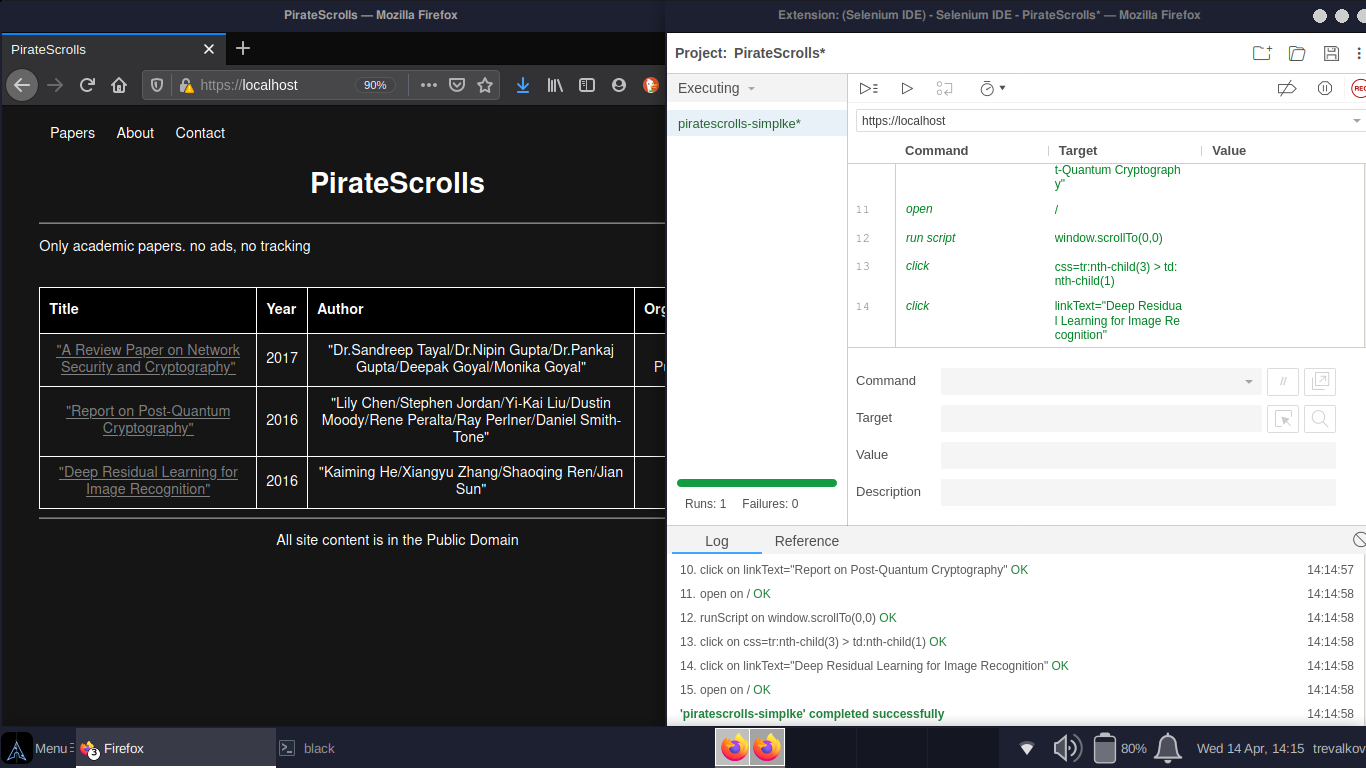 PirateScrolls — Mozilla Firefox
PirateScrolls
https://localhost
90%
Papers
About
Contact
PirateScrolls
Only academic papers. no ads, no tracking
Title
Year
Author
Org
"A Review Paper on Network
Security and Cryptography"
2017
"Dr.Sandreep Tayal/Dr.Nipin Gupta/Dr.Pankaj
Gupta/Deepak Goyal/Monika Goyal"
"Report on Post-Quantum
Cryptography"
2016
"Lily Chen/Stephen Jordan/Yi-Kai Liu/Dustin
Moody/Rene Peralta/Ray Perlner/Daniel Smith-
Tone"
"Deep Residual Learning for
Image Recognition"
2016
"Kaiming He/Xiangyu Zhang/Shaoqing Ren/Jian
Sun"
All site content is in the Public Domain
Extension: (Selenium IDE) - Selenium IDE - PirateScrolls* — Mozilla Firefox
Project: PirateScrolls*
Executing
piratescrolls-simplke*
REC
https://localhost
Command
Target
Value
t-Quantum Cryptograph
y"
11 open /
12 run script window.scrollTo(0,0)
13 click css=tr:nth-child(3) > td:
nth-child(1)
14 click linkText="Deep Residua
l Learning for Image Re
cognition"
Command
//
Target
Value
Description
Runs: 1 Failures: 0
Log
Reference
10. click on linkText="Report on Post-Quantum Cryptography" OK 14:14:57
11. open on / OK 14:14:58
12. runScript on window.scrollTo(0,0) OK 14:14:58
13. click on css=tr:nth-child(3) > td:nth-child(1) OK 14:14:58
14. click on linkText="Deep Residual Learning for Image Recognition" OK 14:14:58
15. open on / OK 14:14:58
'piratescrolls-simplke' completed successfully 14:14:58
Menu
3
Firefox
black
80%
Wed 14 Apr, 14:15
trevalkov